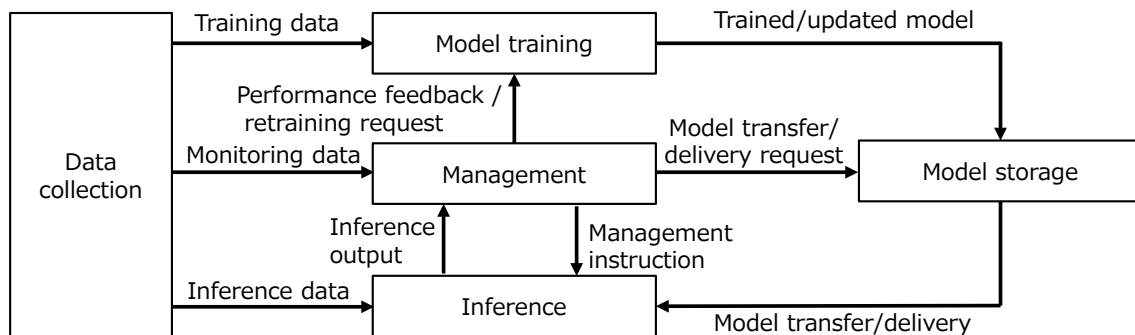 Training data
Model training
Trained/updated model
Performance feedback /
retraining request
Data
collection
Monitoring data
Management
Model transfer/
delivery request
Model storage
Inference
output
Management
instruction
Inference data
Inference
Model transfer/delivery